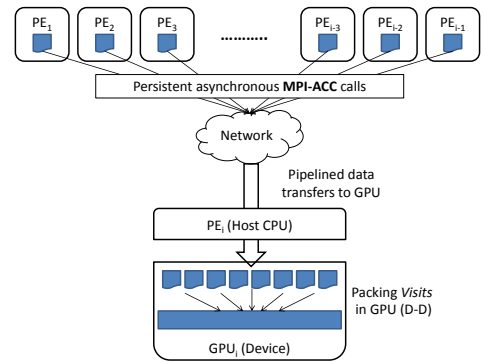 PE1 PE2 PE3 ........... PEi-3 PEi-2 PEi-1
Persistent asynchronous MPI-ACC calls
Network
Pipelined data
transfers to GPU
PEi (Host CPU)
Packing Visits
in GPU (D-D)
GPUi (Device)